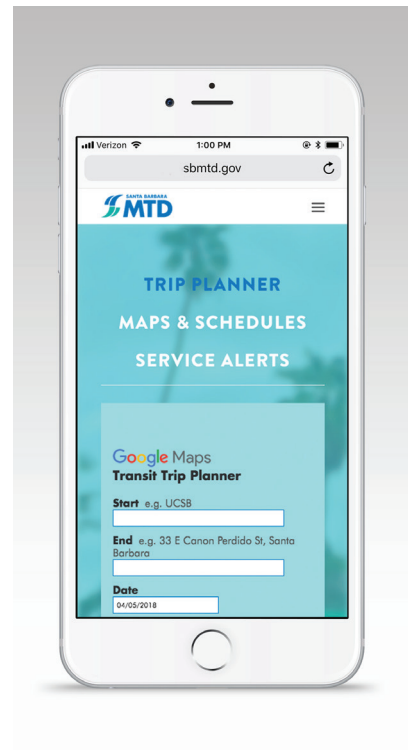 Verizon 1:00 PM
sbmtd.gov
SANTA BARBARA
MTD
TRIP PLANNER
MAPS & SCHEDULES
SERVICE ALERTS
Google Maps
Transit Trip Planner
Start e.g. UCSB
End e.g. 33 E Canon Perdido St, Santa
Barbara
Date
04/05/2018